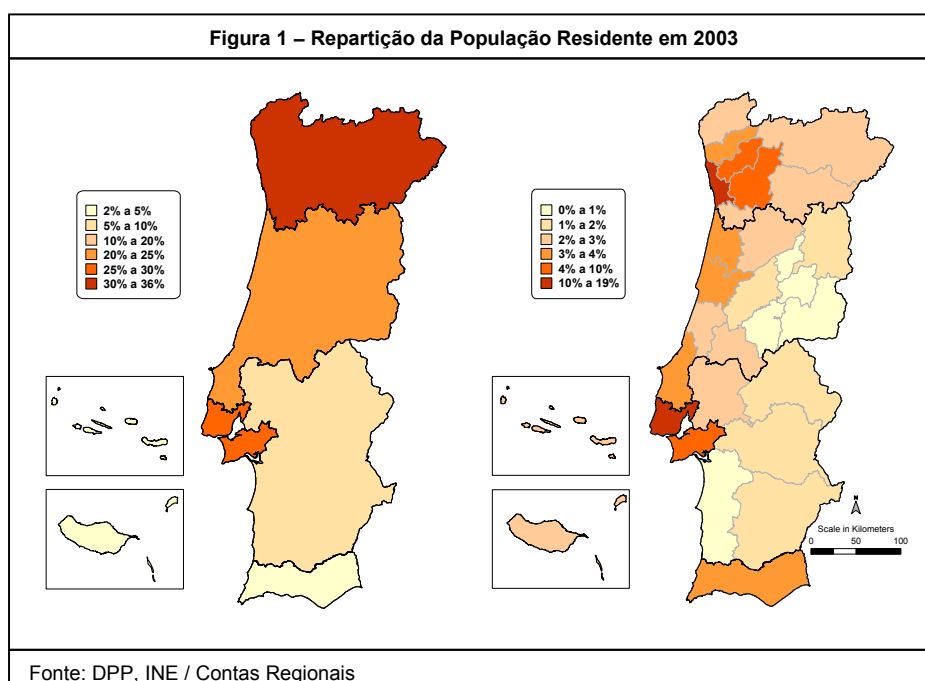 Figura 1 – Repartição da População Residente em 2003
2% a 5%
5% a 10%
10% a 20%
20% a 25%
25% a 30%
30% a 36%
0% a 1%
1% a 2%
2% a 3%
3% a 4%
4% a 10%
10% a 19%
N
Scale in Kilometers
0 50 100
Fonte: DPP, INE / Contas Regionais